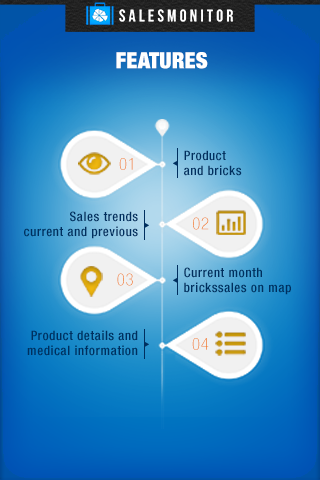 SALESMONITOR
FEATURES
01
Product
and bricks
Sales trends
current and previous
02
03
Current month
brickssales on map
Product details and
medical information
04